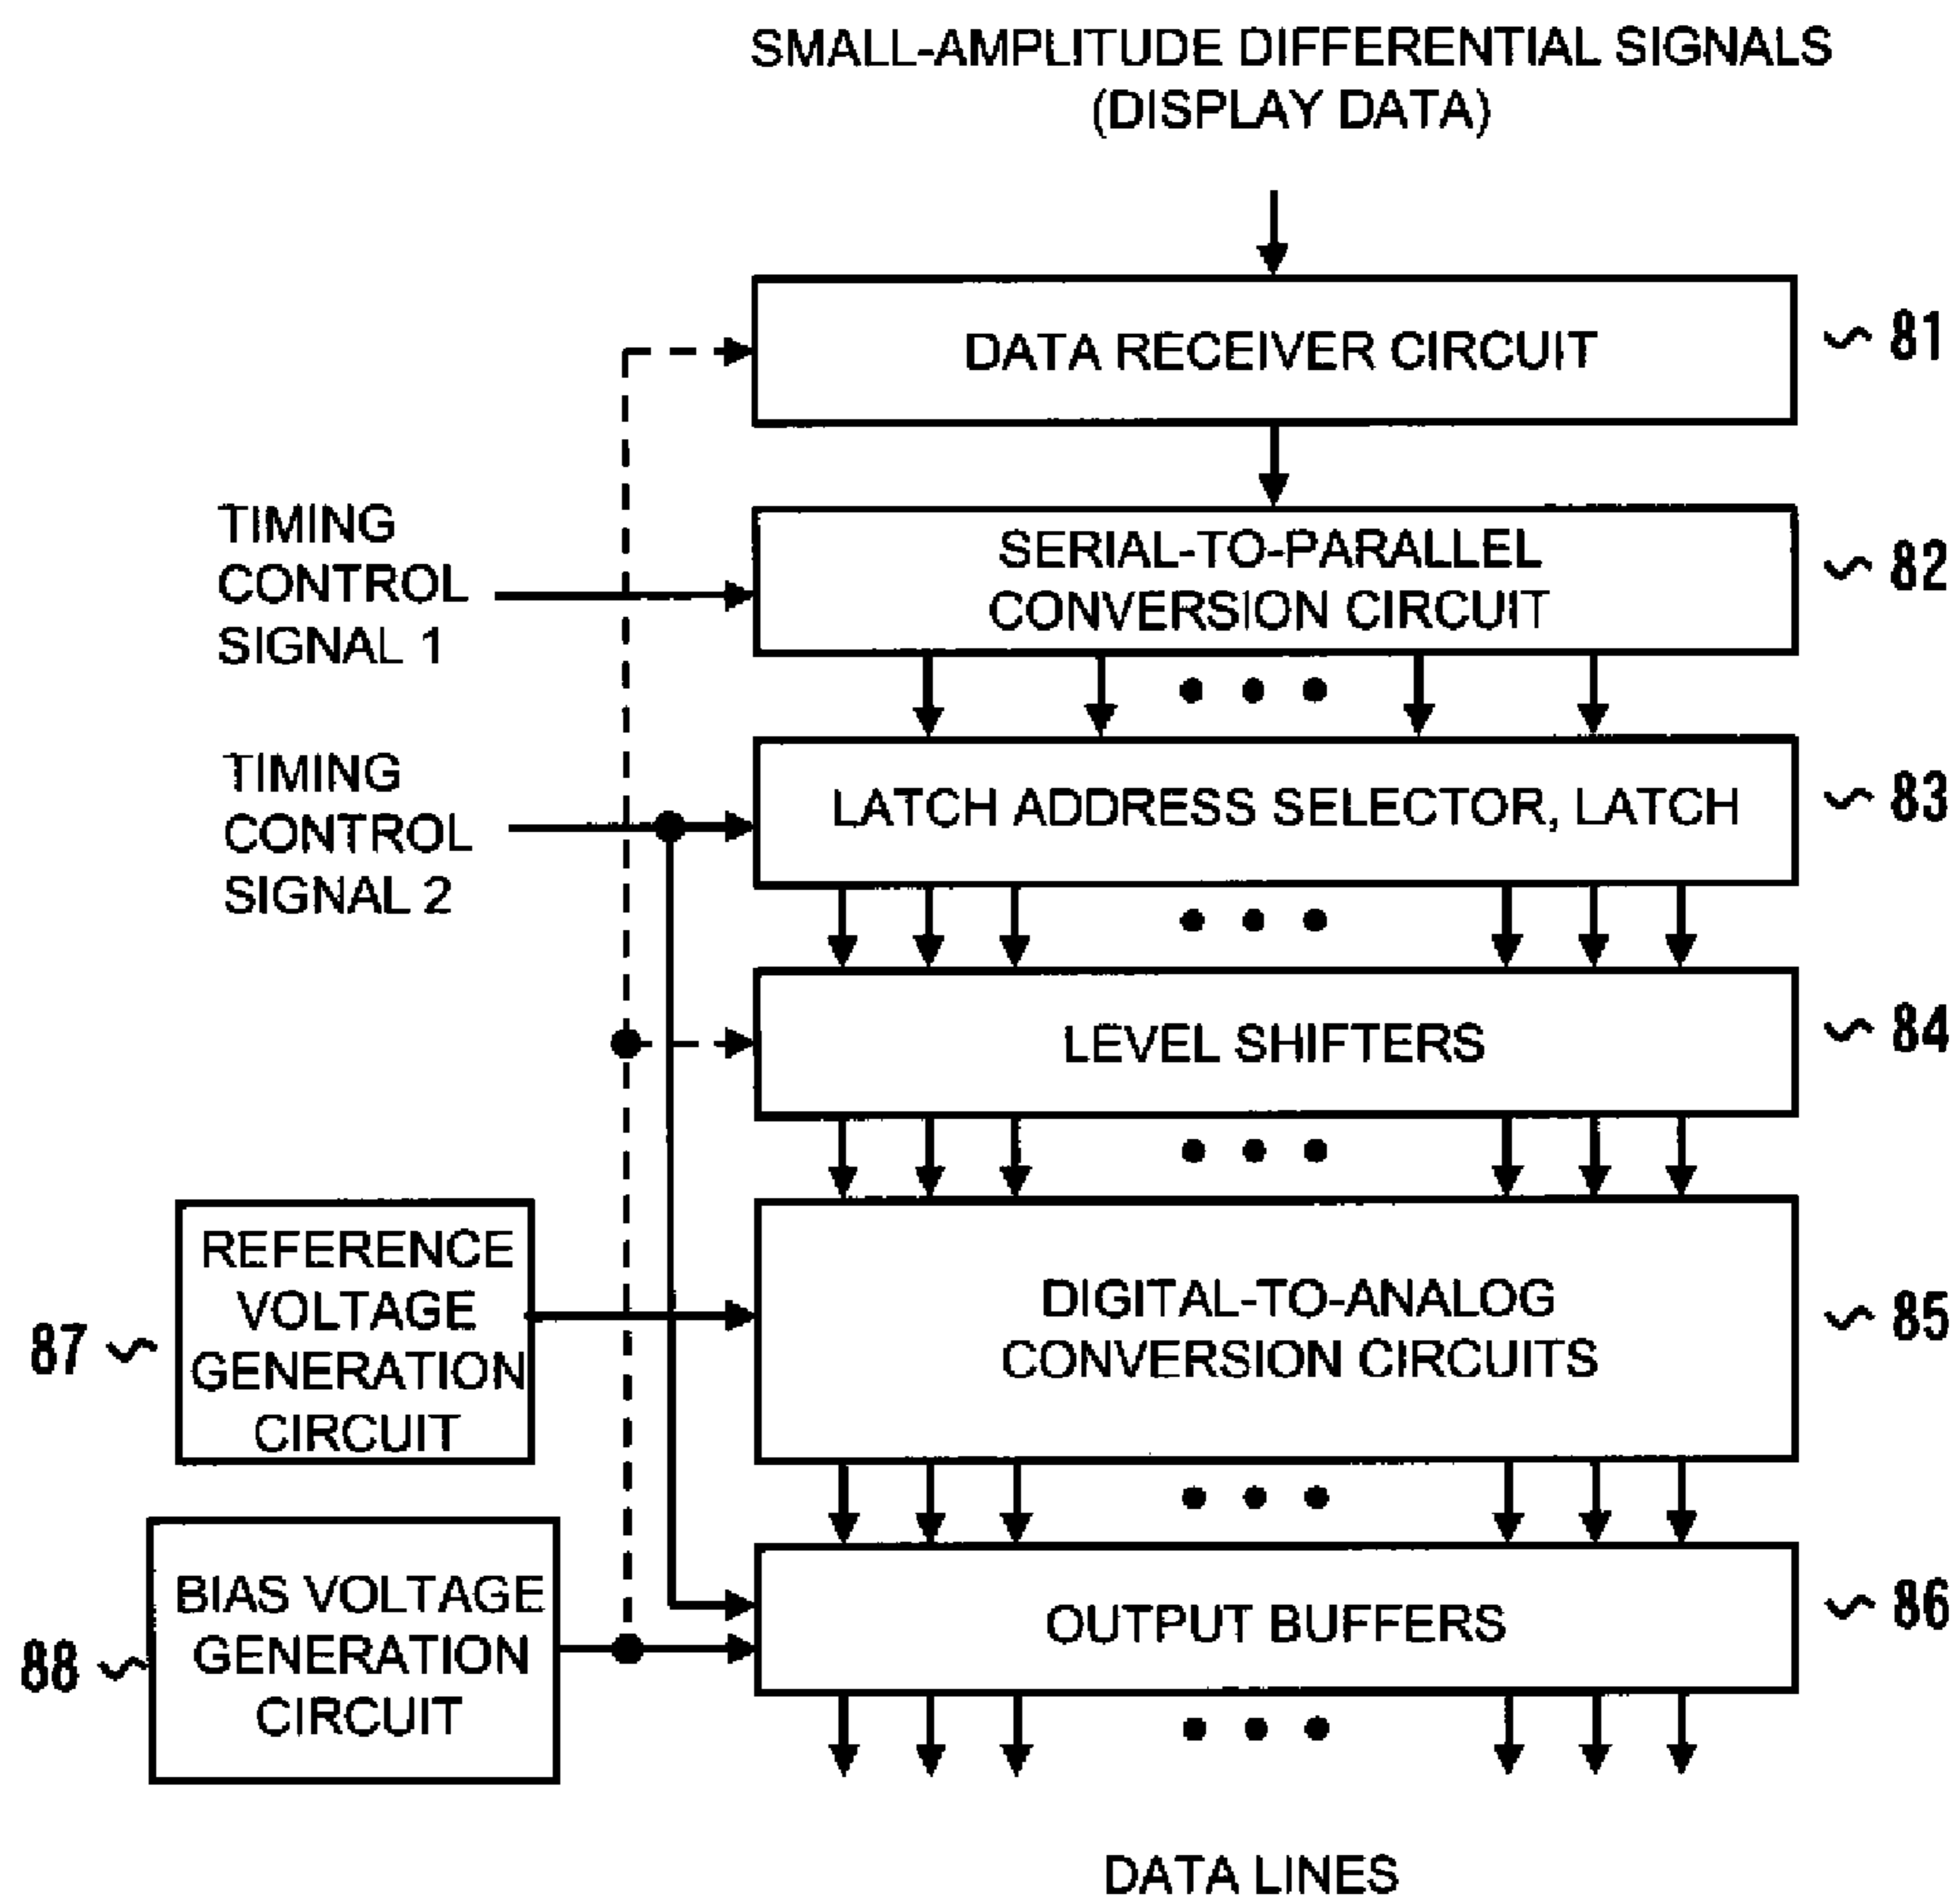 SMALL-AMPLITUDE DIFFERENTIAL SIGNALS
(DISPLAY DATA)
DATA RECEIVER CIRCUIT
81
TIMING
CONTROL
SIGNAL 1
SERIAL-TO-PARALLEL
CONVERSION CIRCUIT
82
TIMING
CONTROL
SIGNAL 2
LATCH ADDRESS SELECTOR, LATCH
83
LEVEL SHIFTERS
84
REFERENCE
VOLTAGE
GENERATION
CIRCUIT
87
DIGITAL-TO-ANALOG
CONVERSION CIRCUITS
85
BIAS VOLTAGE
GENERATION
CIRCUIT
88
OUTPUT BUFFERS
86
DATA LINES